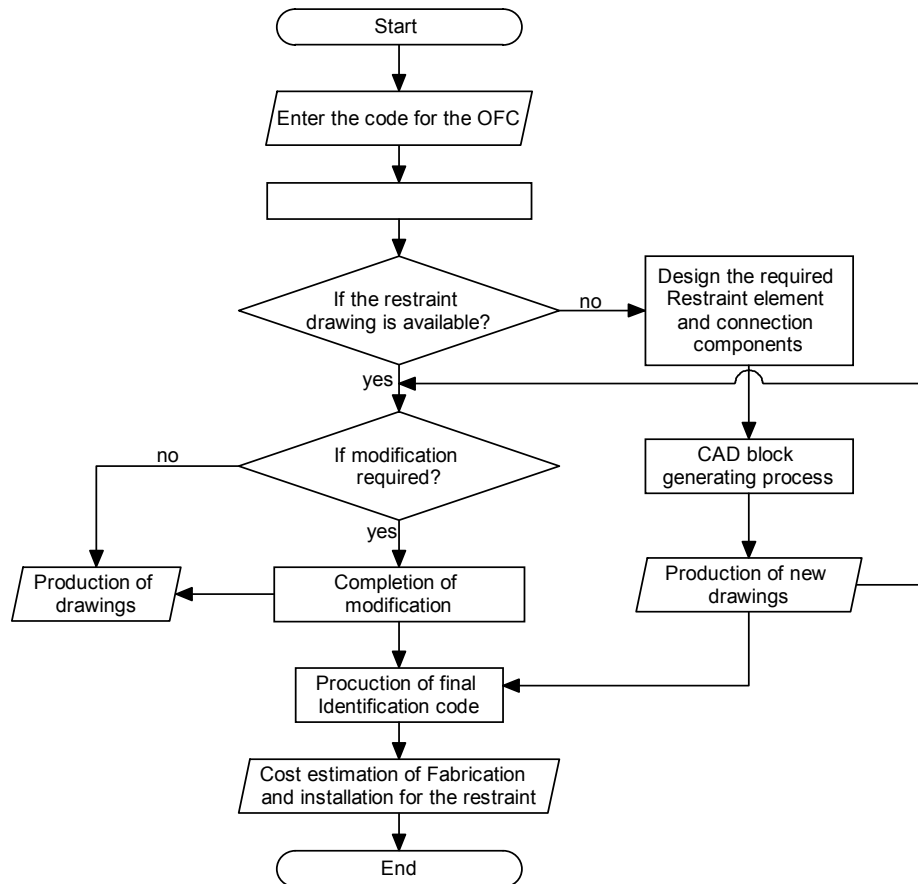 Start
Enter the code for the OFC
If the restraint
drawing is available?
no
Design the required
Restraint element
and connection
components
yes
If modification
required?
no
yes
CAD block
generating process
Production of
drawings
Completion of
modification
Production of new
drawings
Procuction of final
Identification code
Cost estimation of Fabrication
and installation for the restraint
End